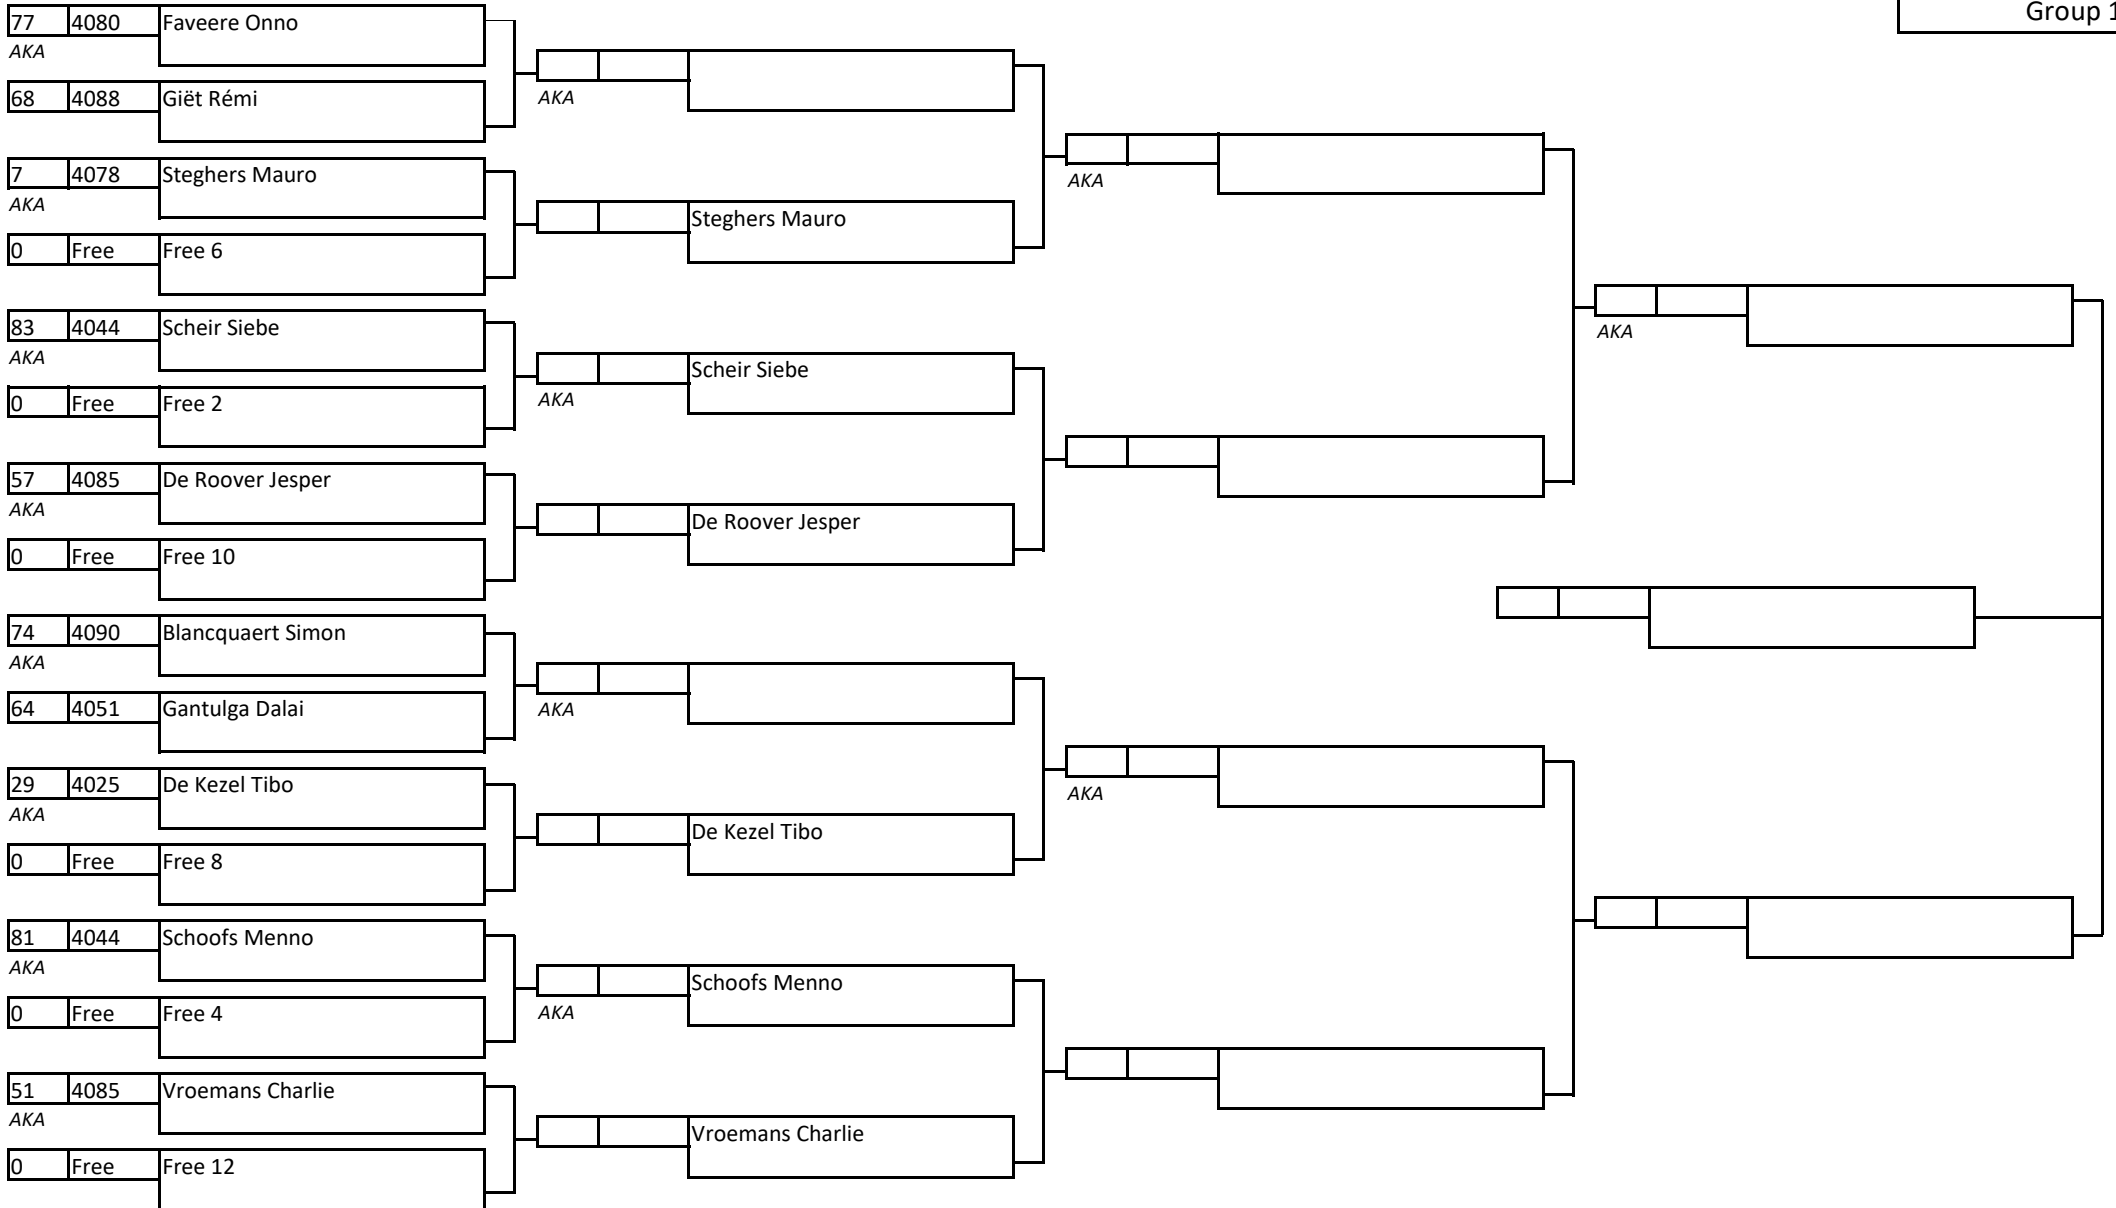 Group 1
77 4080 Faveere Onno
AKA
AKA
68 4088 Giët Rémi
7 4078 Steghers Mauro
AKA
AKA
Steghers Mauro
0 Free Free 6
83 4044 Scheir Siebe
AKA
AKA
Scheir Siebe
AKA
0 Free Free 2
57 4085 De Roover Jesper
AKA
De Roover Jesper
0 Free Free 10
74 4090 Blancquaert Simon
AKA
64 4051 Gantulga Dalai
AKA
29 4025 De Kezel Tibo
AKA
AKA
De Kezel Tibo
0 Free Free 8
81 4044 Schoofs Menno
AKA
Schoofs Menno
0 Free Free 4
AKA
51 4085 Vroemans Charlie
AKA
Vroemans Charlie
0 Free Free 12